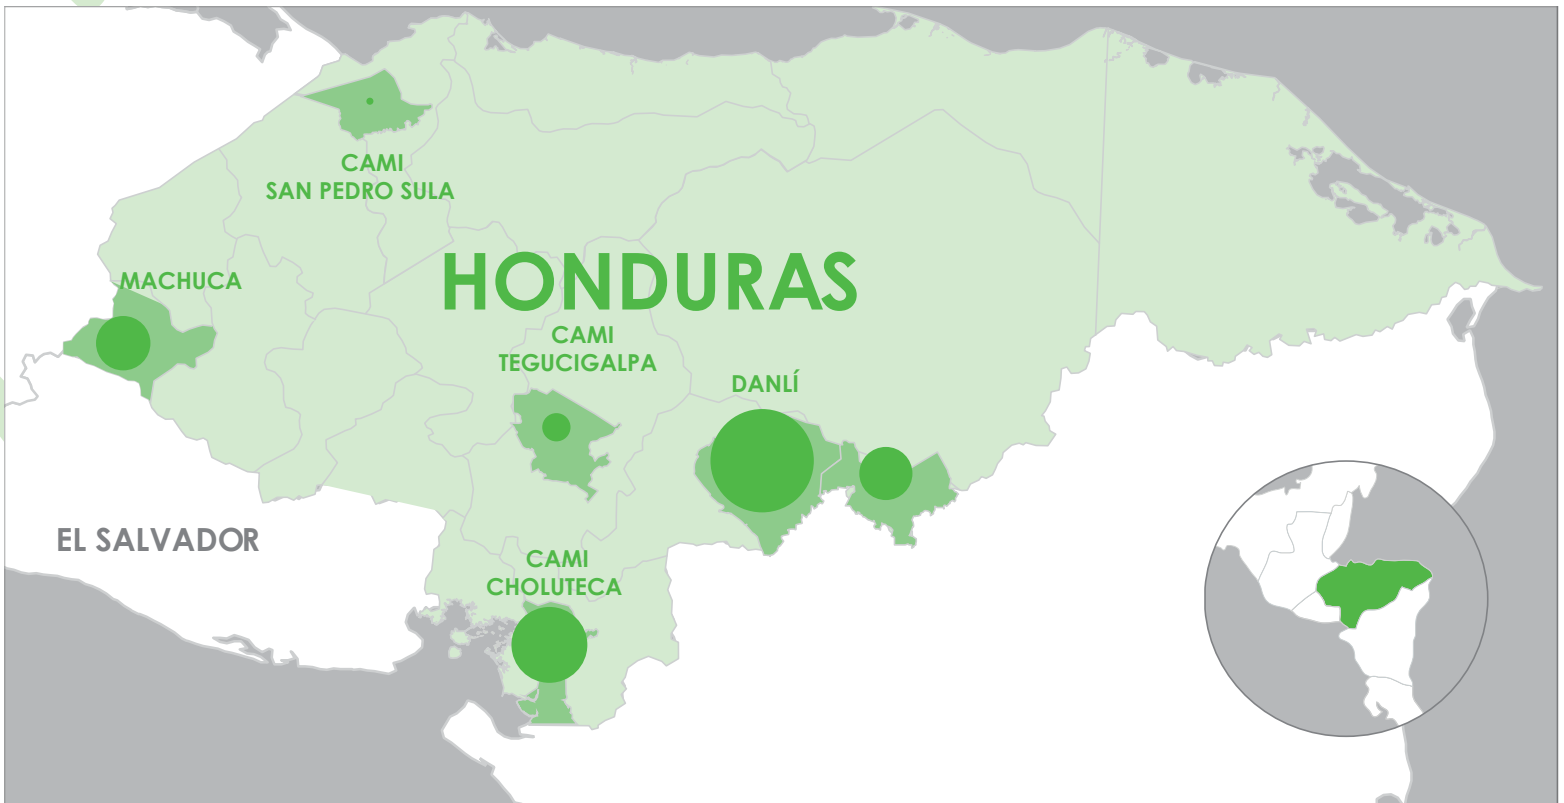 CAMI
SAN PEDRO SULA
HONDURAS
MACHUCA
CAMI
TEGUCIGALPA
DANLÍ
EL SALVADOR
CAMI
CHOLUTECA